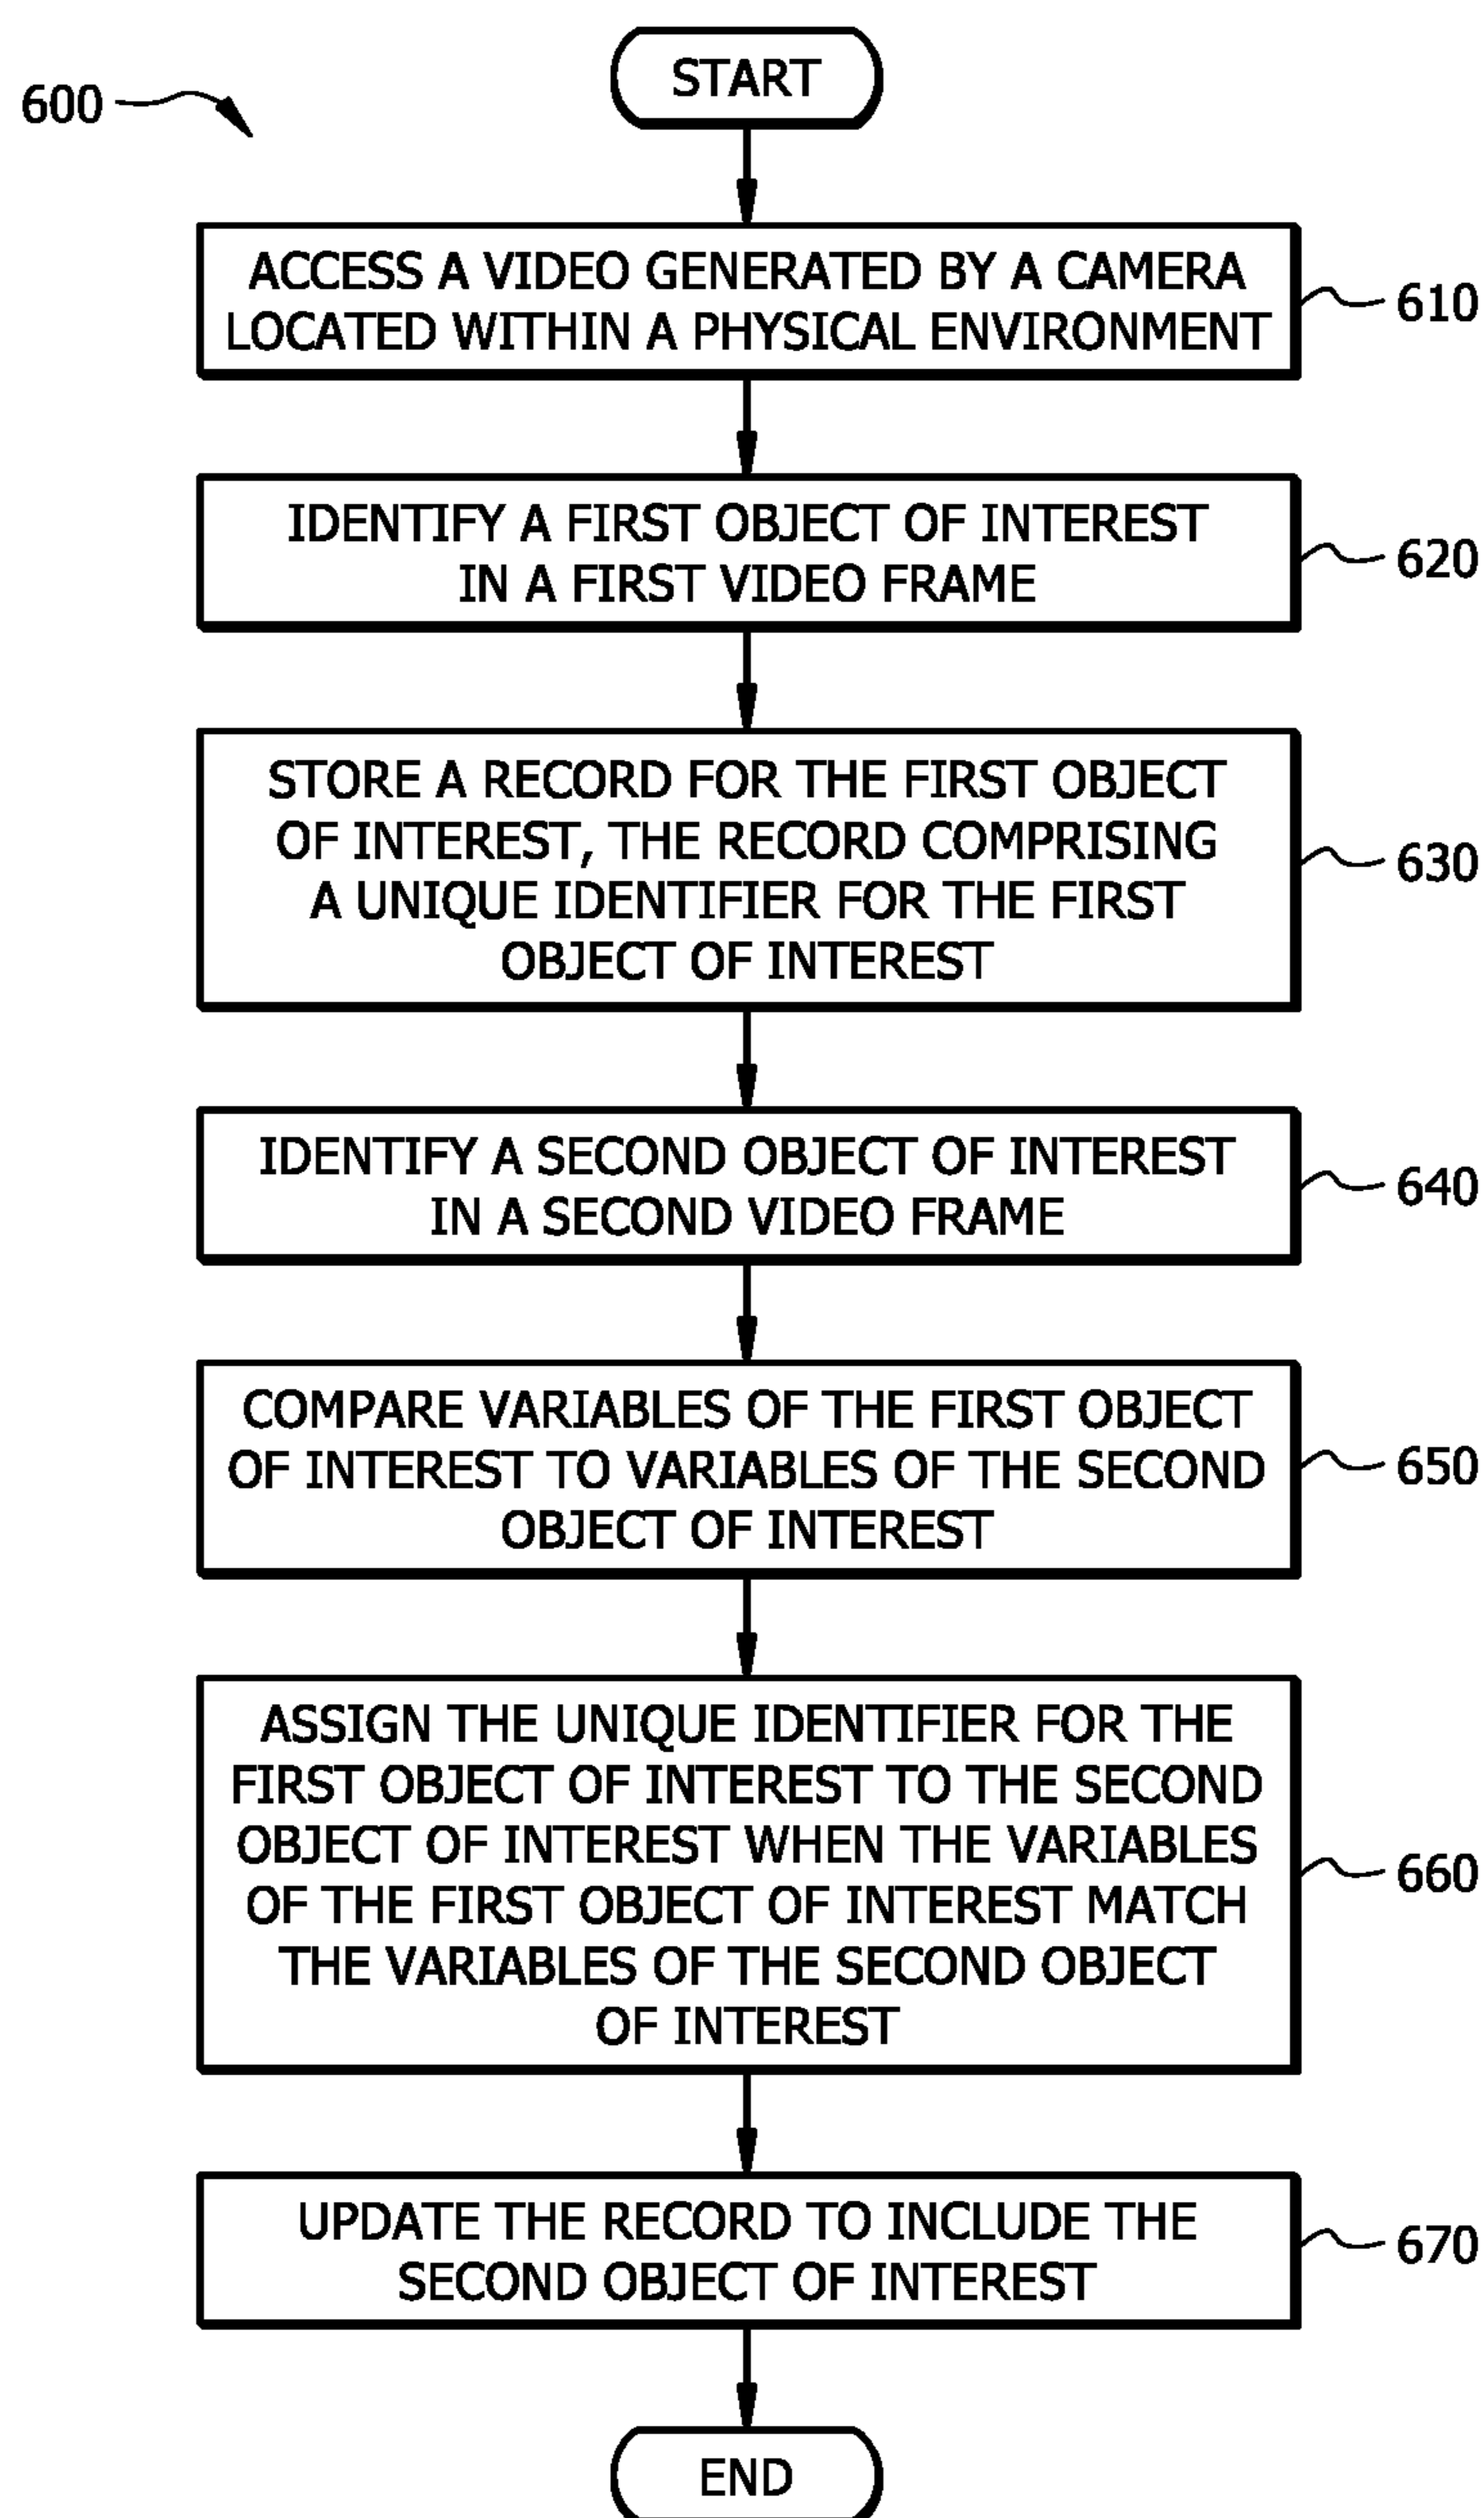 START
600
ACCESS A VIDEO GENERATED BY A CAMERA
LOCATED WITHIN A PHYSICAL ENVIRONMENT
610
IDENTIFY A FIRST OBJECT OF INTEREST
IN A FIRST VIDEO FRAME
620
STORE A RECORD FOR THE FIRST OBJECT
OF INTEREST, THE RECORD COMPRISING
A UNIQUE IDENTIFIER FOR THE FIRST
OBJECT OF INTEREST
630
IDENTIFY A SECOND OBJECT OF INTEREST
IN A SECOND VIDEO FRAME
640
COMPARE VARIABLES OF THE FIRST OBJECT
OF INTEREST TO VARIABLES OF THE SECOND
OBJECT OF INTEREST
650
ASSIGN THE UNIQUE IDENTIFIER FOR THE
FIRST OBJECT OF INTEREST TO THE SECOND
OBJECT OF INTEREST WHEN THE VARIABLES
OF THE FIRST OBJECT OF INTEREST MATCH
THE VARIABLES OF THE SECOND OBJECT
OF INTEREST
660
UPDATE THE RECORD TO INCLUDE THE
SECOND OBJECT OF INTEREST
670
END